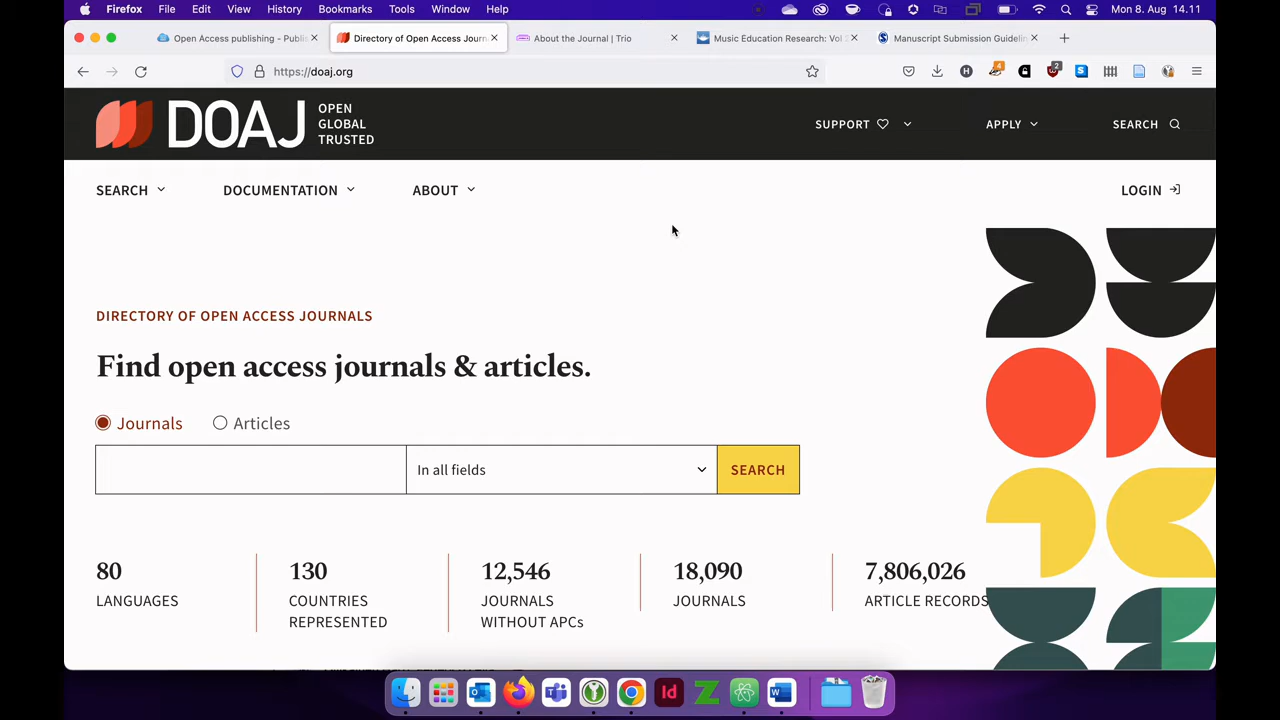 Firefox File Edit View History Bookmarks Tools Window Help Mon 8. Aug 14.11
Open Access publishing - Publis Directory of Open Access Journ About the Journal | Trio Music Education Research: Vol Manuscript Submission Guidelin
https://doaj.org 4 2
DOAJ
OPEN
GLOBAL
TRUSTED
SUPPORT APPLY SEARCH
SEARCH DOCUMENTATION ABOUT LOGIN
DIRECTORY OF OPEN ACCESS JOURNALS
Find open access journals & articles.
Journals Articles
In all fields SEARCH
80 130 12,546 18,090 7,806,026
LANGUAGES COUNTRIES JOURNALS JOURNALS ARTICLE RECORDS
REPRESENTED WITHOUT APCs
Id